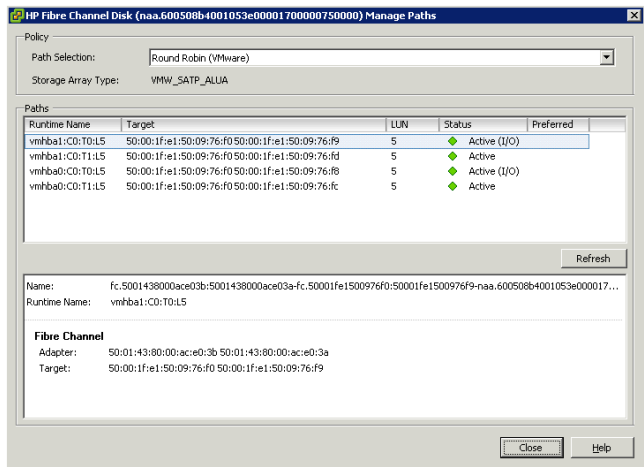 HP Fibre Channel Disk (naa.600508b4001053e00001700000750000) Manage Paths
Policy
Path Selection: Round Robin (VMware)
Storage Array Type: VMW_SATP_ALUA
Paths
Runtime Name Target LUN Status Preferred
vmhba1:C0:T0:L5 50:00:1f:e1:50:09:76:f0 50:00:1f:e1:50:09:76:f9 5 Active (I/O)
vmhba1:C0:T1:L5 50:00:1f:e1:50:09:76:f0 50:00:1f:e1:50:09:76:fd 5 Active
vmhba0:C0:T0:L5 50:00:1f:e1:50:09:76:f0 50:00:1f:e1:50:09:76:f8 5 Active (I/O)
vmhba0:C0:T1:L5 50:00:1f:e1:50:09:76:f0 50:00:1f:e1:50:09:76:fc 5 Active
Refresh
Name: fc.5001438000ace03b:5001438000ace03a-fc.50001fe1500976f0:50001fe1500976f9-naa.600508b4001053e000017...
Runtime Name: vmhba1:C0:T0:L5
Fibre Channel
Adapter: 50:01:43:80:00:ac:e0:3b 50:01:43:80:00:ac:e0:3a
Target: 50:00:1f:e1:50:09:76:f0 50:00:1f:e1:50:09:76:f9
Close Help